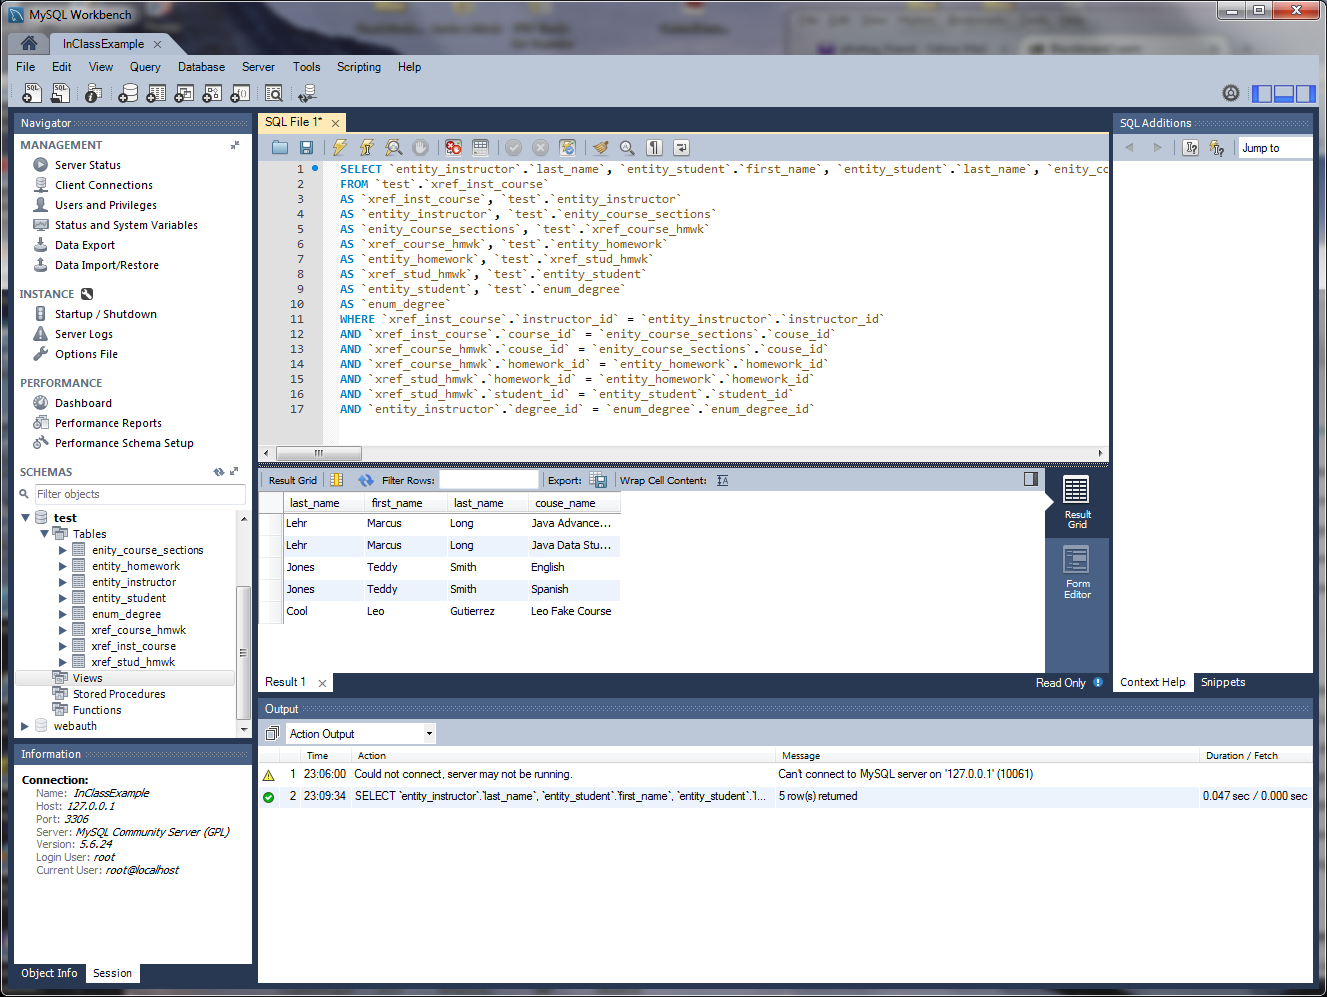 MySQL Workbench
InClassExample
File Edit View Query Database Server Tools Scripting Help
Navigator
MANAGEMENT
Server Status
Client Connections
Users and Privileges
Status and System Variables
Data Export
Data Import/Restore
INSTANCE
Startup / Shutdown
Server Logs
Options File
PERFORMANCE
Dashboard
Performance Reports
Performance Schema Setup
SCHEMAS
Filter objects
test
Tables
enity_course_sections
entity_homework
entity_instructor
entity_student
enum_degree
xref_course_hmwk
xref_inst_course
xref_stud_hmwk
Views
Stored Procedures
Functions
webauth
Information
Connection:
Name: InClassExample
Host: 127.0.0.1
Port: 3306
Server: MySQL Community Server (GPL)
Version: 5.6.24
Login User: root
Current User: root@localhost
Object Info Session
SQL File 1*
1 SELECT `entity_instructor`.`last_name`, `entity_student`.`first_name`, `entity_student`.`last_name`, `enity_cc
2 FROM `test`.`xref_inst_course`
3 AS `xref_inst_course`, `test`.`entity_instructor`
4 AS `entity_instructor`, `test`.`enity_course_sections`
5 AS `enity_course_sections`, `test`.`xref_course_hmwk`
6 AS `xref_course_hmwk`, `test`.`entity_homework`
7 AS `entity_homework`, `test`.`xref_stud_hmwk`
8 AS `xref_stud_hmwk`, `test`.`entity_student`
9 AS `entity_student`, `test`.`enum_degree`
10 AS `enum_degree`
11 WHERE `xref_inst_course`.`instructor_id` = `entity_instructor`.`instructor_id`
12 AND `xref_inst_course`.`course_id` = `enity_course_sections`.`couse_id`
13 AND `xref_course_hmwk`.`couse_id` = `enity_course_sections`.`couse_id`
14 AND `xref_course_hmwk`.`homework_id` = `entity_homework`.`homework_id`
15 AND `xref_stud_hmwk`.`homework_id` = `entity_homework`.`homework_id`
16 AND `xref_stud_hmwk`.`student_id` = `entity_student`.`student_id`
17 AND `entity_instructor`.`degree_id` = `enum_degree`.`enum_degree_id`
Result Grid Filter Rows: Export: Wrap Cell Content:
last_name first_name last_name couse_name
Lehr Marcus Long Java Advance...
Lehr Marcus Long Java Data Stu...
Jones Teddy Smith English
Jones Teddy Smith Spanish
Cool Leo Gutierrez Leo Fake Course
Result Grid
Form Editor
Result 1
Read Only
SQL Additions
Jump to
Context Help Snippets
Output
Action Output
Time Action Message Duration / Fetch
1 23:06:00 Could not connect, server may not be running. Can't connect to MySQL server on '127.0.0.1' (10061)
2 23:09:34 SELECT `entity_instructor`.`last_name`, `entity_student`.`first_name`, `entity_student`.`l... 5 row(s) returned 0.047 sec / 0.000 sec